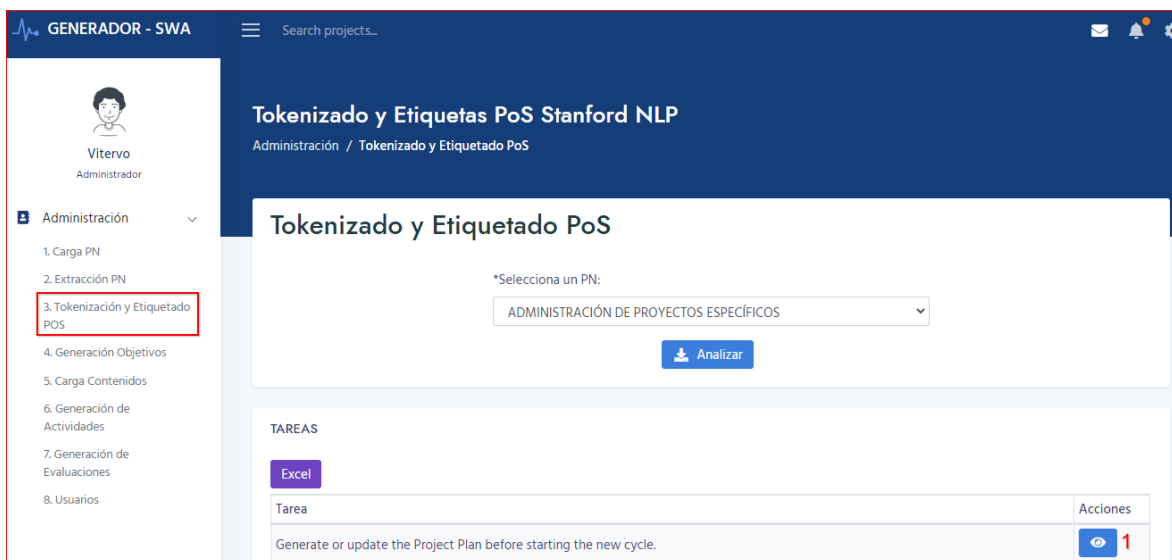 GENERADOR - SWA
Search projects...
Vitervo
Administrador
Administración
1. Carga PN
2. Extracción PN
3. Tokenización y Etiquetado
POS
4. Generación Objetivos
5. Carga Contenidos
6. Generación de
Actividades
7. Generación de
Evaluaciones
8. Usuarios
Tokenizado y Etiquetas PoS Stanford NLP
Administración / Tokenizado y Etiquetado PoS
Tokenizado y Etiquetado PoS
*Selecciona un PN:
ADMINISTRACIÓN DE PROYECTOS ESPECÍFICOS
Analizar
TAREAS
Excel
Tarea Acciones
Generate or update the Project Plan before starting the new cycle. 1